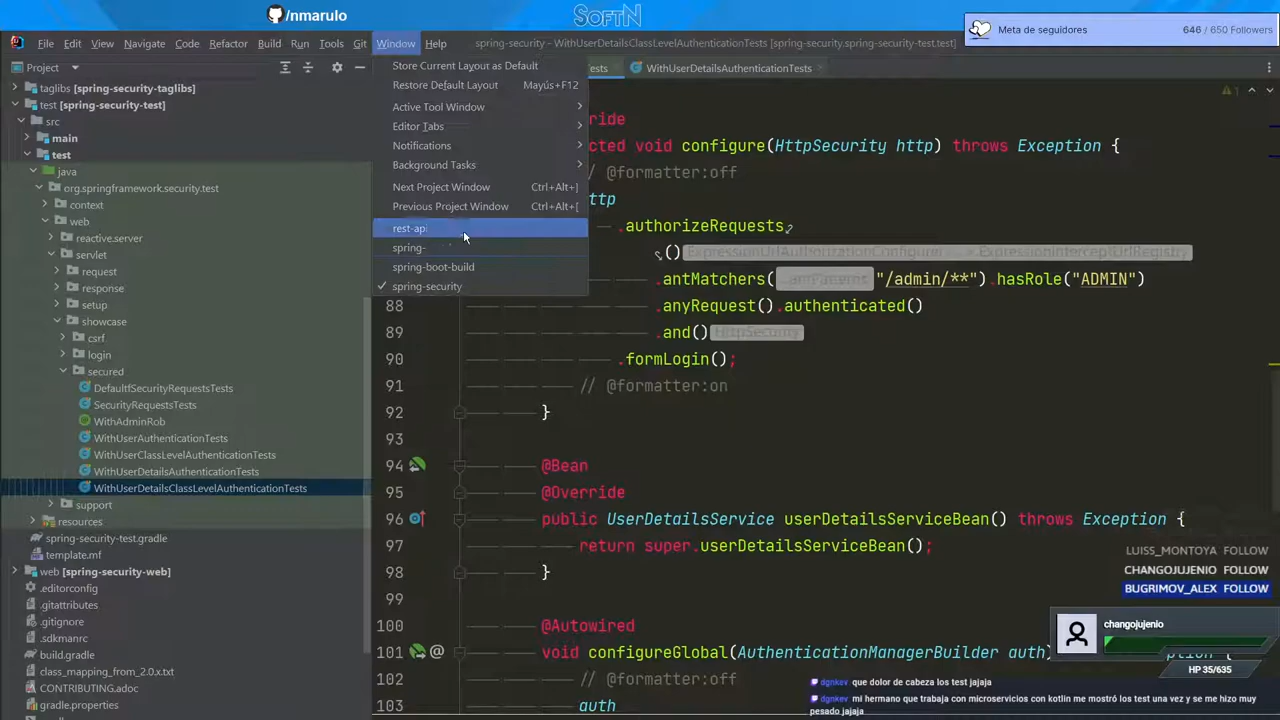 /nmarulo
SOFTN
Meta de seguidores
646 / 650 Followers
File Edit View Navigate Code Refactor Build Run Tools Git Window Help
spring-security - WithUserDetailsClassLevelAuthenticationTests [spring-security.spring-security-test.test]
Project
Tests
WithUserDetailsAuthenticationTests
taglibs [spring-security-taglibs]
test [spring-security-test]
src
main
test
java
org.springframework.security.test
context
web
reactive.server
servlet
request
response
setup
showcase
csrf
login
secured
DefaultfSecurityRequestsTests
SecurityRequestsTests
WithAdminRob
WithUserAuthenticationTests
WithUserClassLevelAuthenticationTests
WithUserDetailsAuthenticationTests
WithUserDetailsClassLevelAuthenticationTests
support
resources
spring-security-test.gradle
template.mf
web [spring-security-web]
.editorconfig
.gitattributes
.gitignore
.sdkmanrc
build.gradle
class_mapping_from_2.0.x.txt
CONTRIBUTING.adoc
gradle.properties
Store Current Layout as Default
Restore Default Layout Mayús+F12
Active Tool Window
Editor Tabs
Notifications
Background Tasks
Next Project Window Ctrl+Alt+]
Previous Project Window Ctrl+Alt+[
rest-api
spring-
spring-boot-build
spring-security
ride
cted void configure(HttpSecurity http) throws Exception {
// @formatter:off
ttp
.authorizeRequests
()
.antMatchers( "/admin/**").hasRole("ADMIN")
88 .anyRequest().authenticated()
89 .and() HttpSecurity
90 .formLogin();
91 // @formatter:on
92 }
93
94 @Bean
95 @Override
96 public UserDetailsService userDetailsServiceBean() throws Exception {
97 return super.userDetailsServiceBean();
98 }
99
100 @Autowired
101 void configureGlobal(AuthenticationManagerBuilder auth)
// @formatter:off
103 auth
1
LUISS_MONTOYA FOLLOW
CHANGOJUJENIO FOLLOW
BUGRIMOV_ALEX FOLLOW
changojujenio
HP 35/635
dgnkev que dolor de cabeza los test jajaja
dgnkev mi hermano que trabaja con microservicios con kotlin me mostró los test una vez y se me hizo muy
pesado jajaja